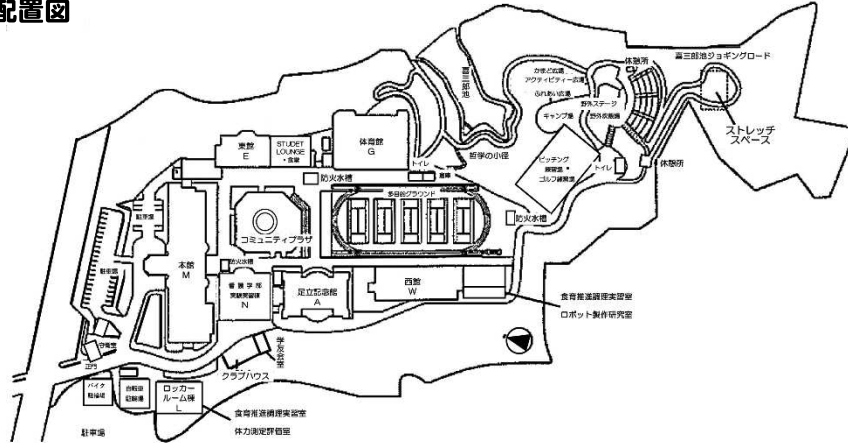 配置図
喜三郎池
かまど広場
アクティビティー広場
ふれあい広場
キャンプ場
休憩所
野外ステージ
野外炊飯場
喜三郎池ジョギングロード
ストレッチ
スペース
休憩所
トイレ
ピッチング
練習場・
ゴルフ練習場
哲学の小径
東館
E
STUDET
LOUNGE
・食堂
体育館
G
トイレ
倉庫
防火水槽
多目的グラウンド
防火水槽
駐車場
コミュニティプラザ
本館
M
防火水槽
駐車場
看護学部
実験実習棟
N
足立記念館
A
西館
W
食育推進調理実習室
ロボット製作研究室
守衛室
正門
学友会室
クラブハウス
バイク
駐輪場
自転車
駐輪場
ロッカー
ルーム棟
L
食育推進調理実習室
体力測定評価室
駐車場